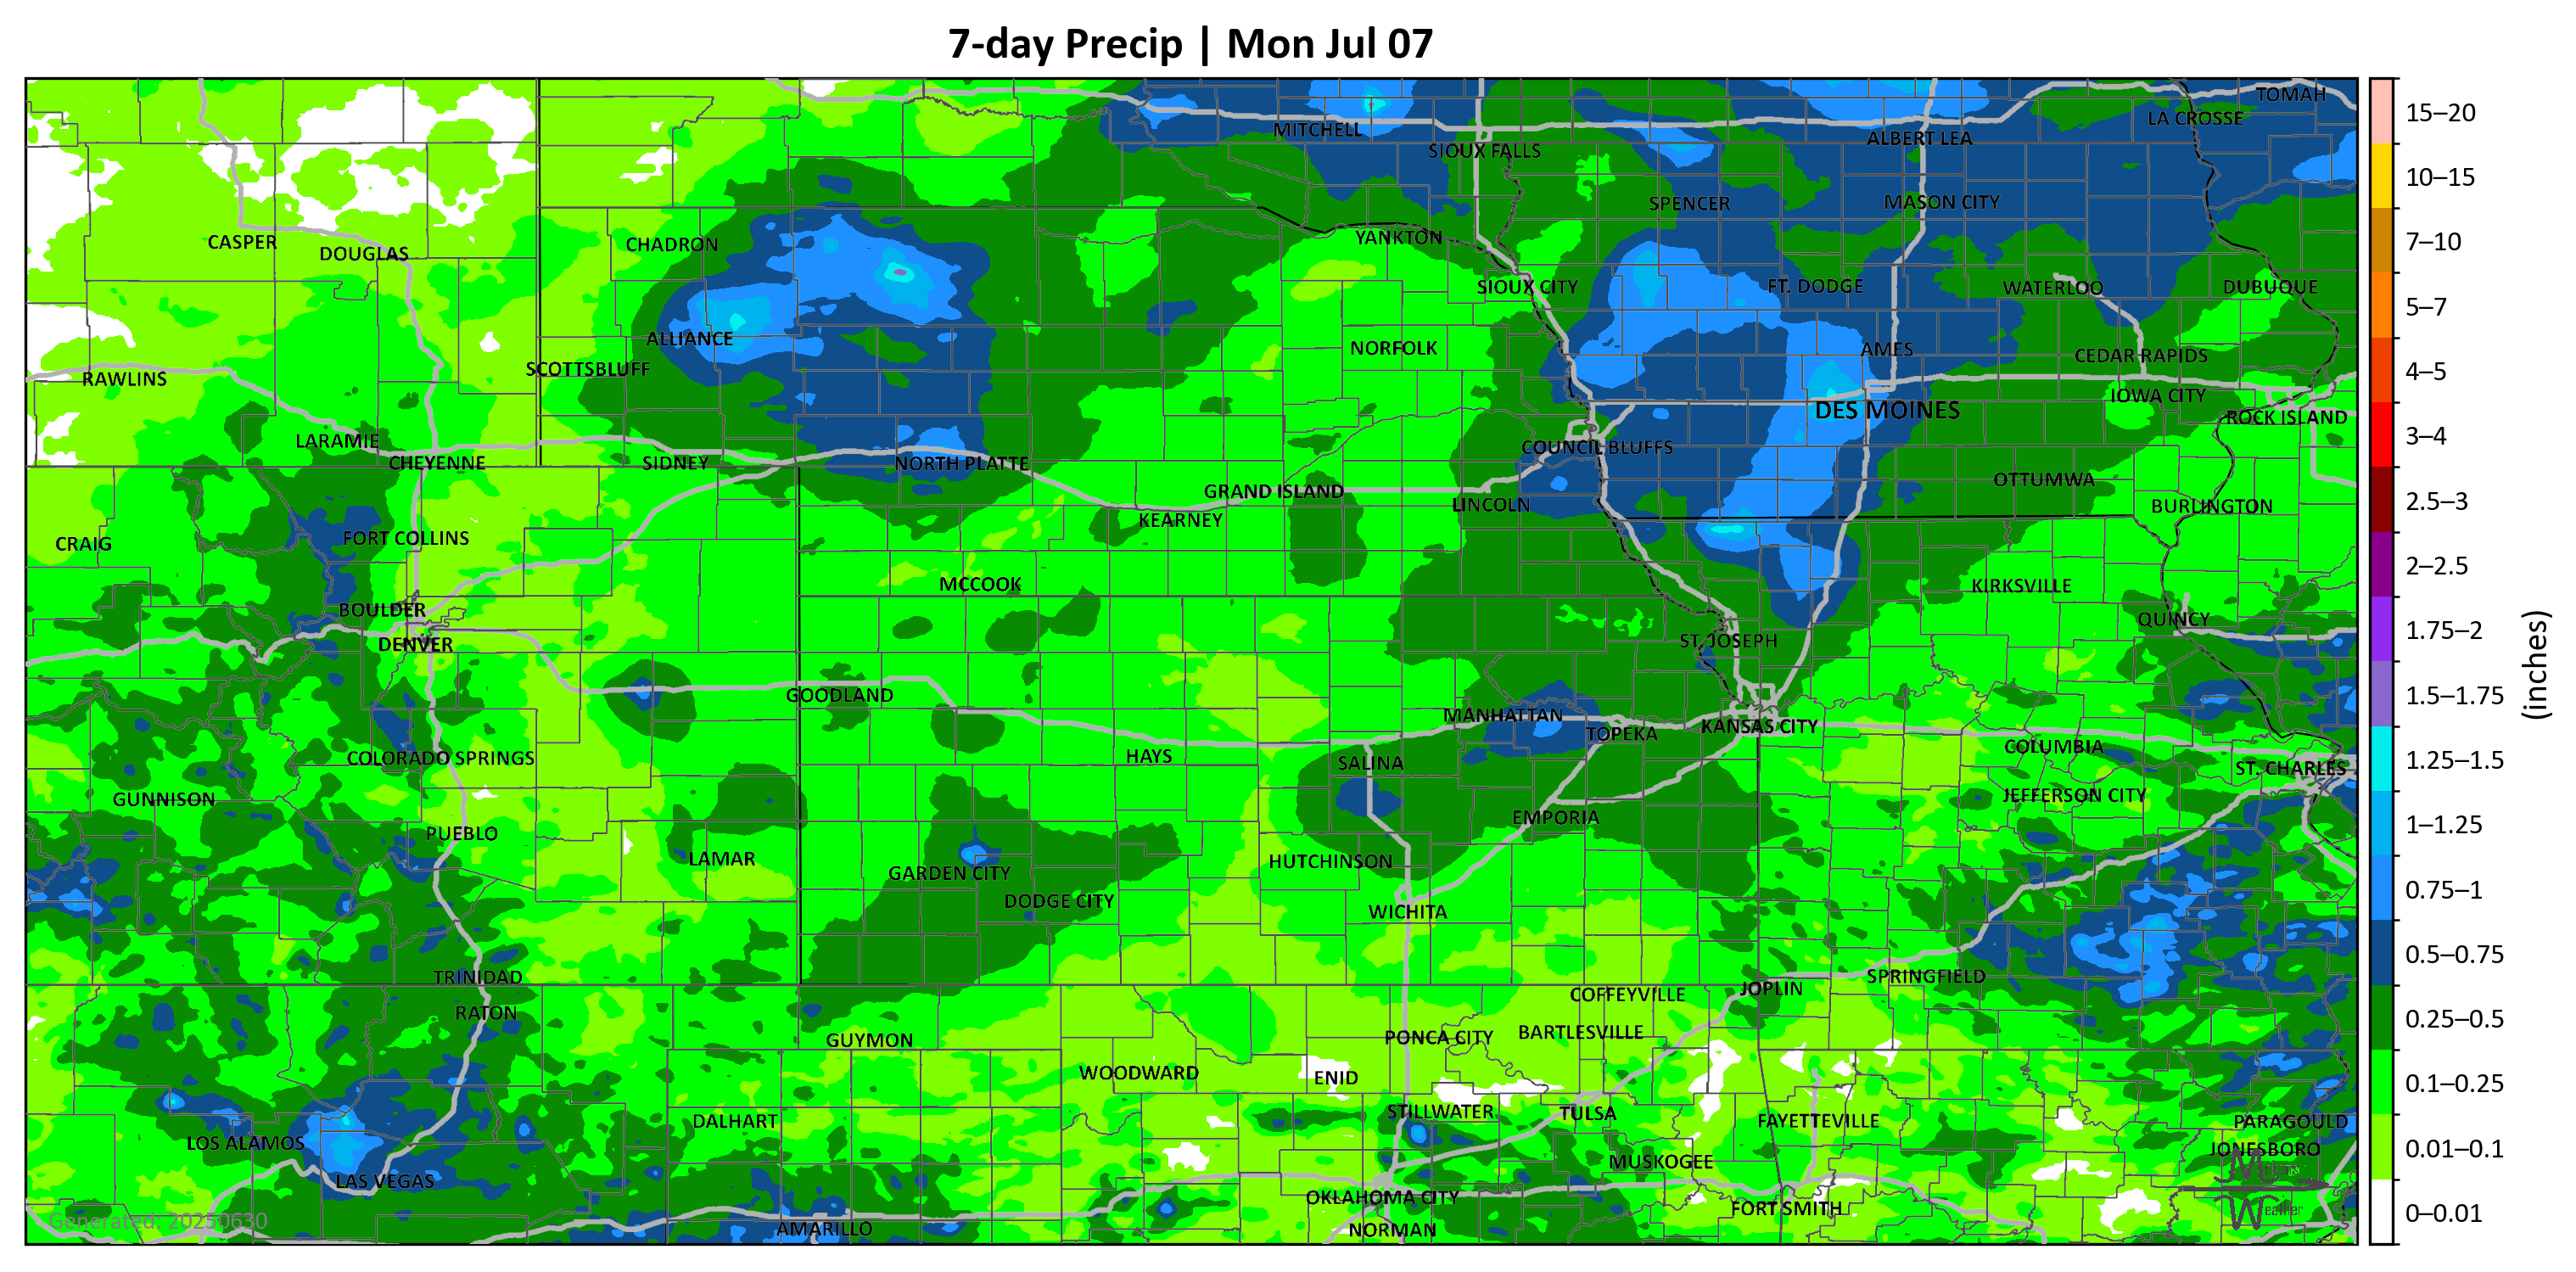 7-day Precip | Mon Jul 07
TOMAH
LA CROSSE
MITCHELL
ALBERT LEA
SIOUX FALLS
SPENCER
MASON CITY
CASPER
DOUGLAS
CHADRON
YANKTON
SIOUX CITY
FT. DODGE
WATERLOO
DUBUQUE
ALLIANCE
NORFOLK
AMES
CEDAR RAPIDS
SCOTTSBLUFF
RAWLINS
IOWA CITY
DES MOINES
ROCK ISLAND
LARAMIE
COUNCIL BLUFFS
CHEYENNE
SIDNEY
NORTH PLATTE
OTTUMWA
GRAND ISLAND
LINCOLN
BURLINGTON
KEARNEY
CRAIG
FORT COLLINS
MCCOOK
KIRKSVILLE
BOULDER
QUINCY
DENVER
ST. JOSEPH
GOODLAND
MANHATTAN
TOPEKA
KANSAS CITY
COLORADO SPRINGS
HAYS
COLUMBIA
SALINA
ST. CHARLES
GUNNISON
JEFFERSON CITY
EMPORIA
PUEBLO
LAMAR
HUTCHINSON
GARDEN CITY
DODGE CITY
WICHITA
TRINIDAD
SPRINGFIELD
JOPLIN
COFFEYVILLE
RATON
BARTLESVILLE
GUYMON
PONCA CITY
WOODWARD
ENID
STILLWATER
TULSA
DALHART
FAYETTEVILLE
PARAGOULD
LOS ALAMOS
JONESBORO
MUSKOGEE
LAS VEGAS
OKLAHOMA CITY
FORT SMITH
AMARILLO
NORMAN
Generated: 20250630
Weather
15–20
10–15
7–10
5–7
4–5
3–4
2.5–3
2–2.5
1.75–2
1.5–1.75
1.25–1.5
1–1.25
0.75–1
0.5–0.75
0.25–0.5
0.1–0.25
0.01–0.1
0–0.01
(inches)